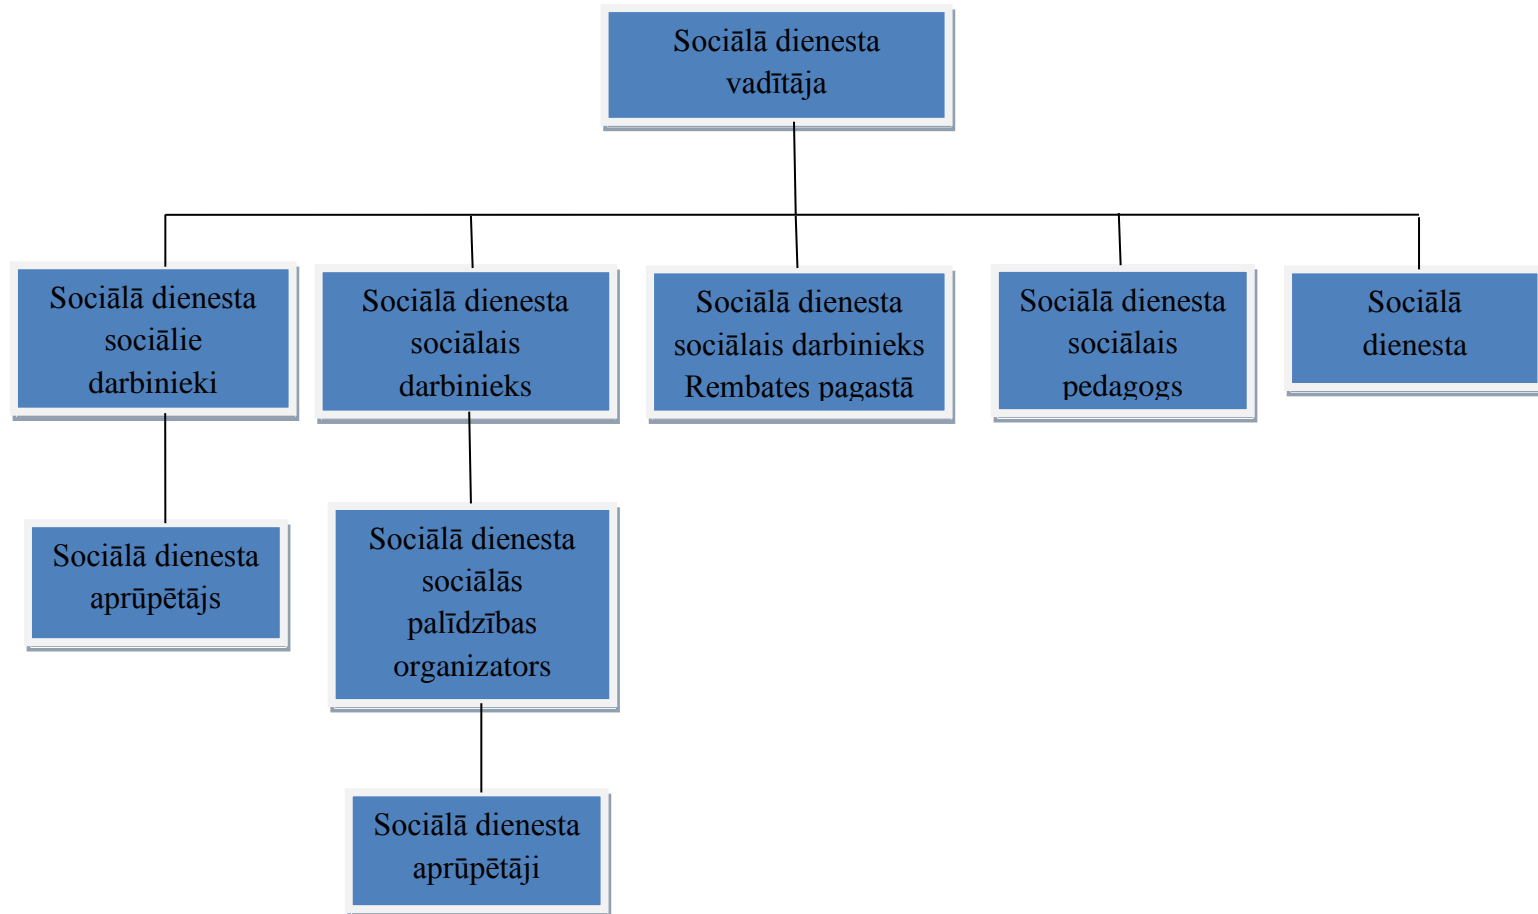 Sociālā dienesta
vadītāja
Sociālā dienesta
sociālie
darbinieki
Sociālā dienesta
sociālais
darbinieks
Sociālā dienesta
sociālais darbinieks
Rembates pagastā
Sociālā dienesta
sociālais
pedagogs
Sociālā
dienesta
Sociālā dienesta
aprūpētājs
Sociālā dienesta
sociālās
palīdzības
organizators
Sociālā dienesta
aprūpētāji